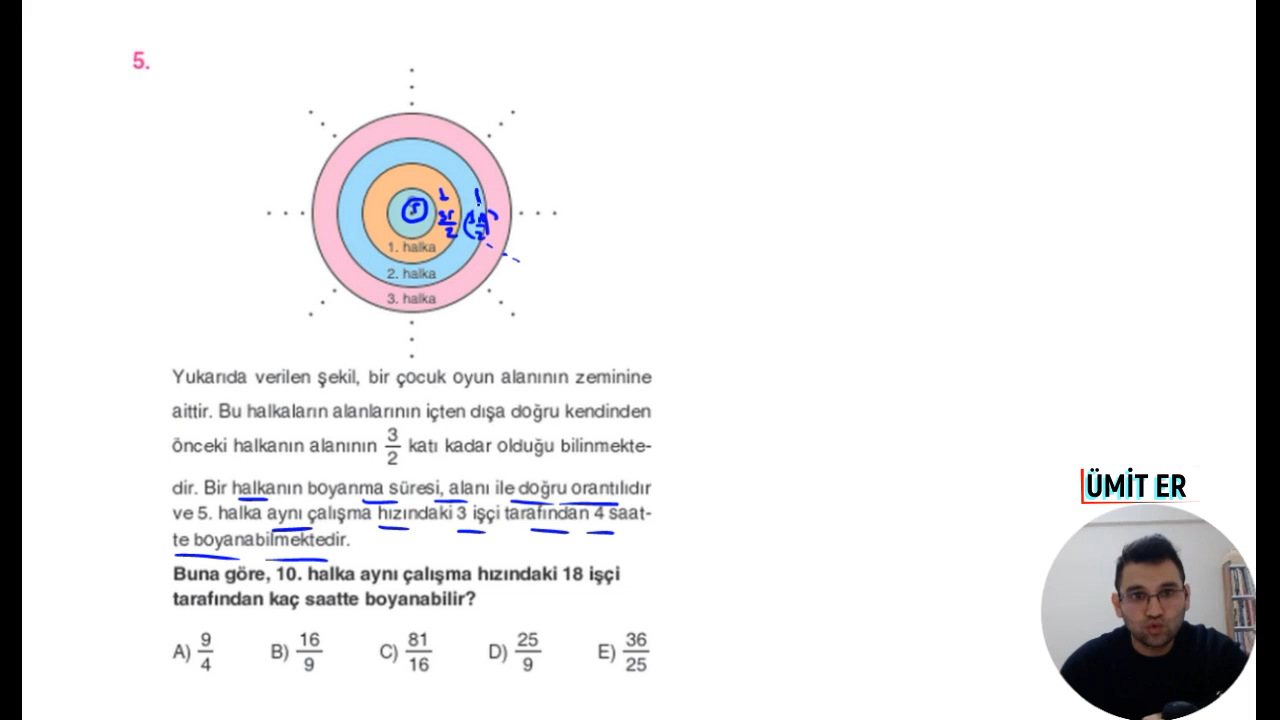 5.
S
1
3S
2
1
1. halka
2. halka
3. halka
Yukarıda verilen şekil, bir çocuk oyun alanının zeminine
aittir. Bu halkaların alanlarının içten dışa doğru kendinden
önceki halkanın alanının 3/2 katı kadar olduğu bilinmekte-
dir. Bir halkanın boyanma süresi, alanı ile doğru orantılıdır
ve 5. halka aynı çalışma hızındaki 3 işçi tarafından 4 saat-
te boyanabilmektedir.
Buna göre, 10. halka aynı çalışma hızındaki 18 işçi
tarafından kaç saatte boyanabilir?
A) 9/4 B) 16/9 C) 81/16 D) 25/9 E) 36/25
ÜMİT ER